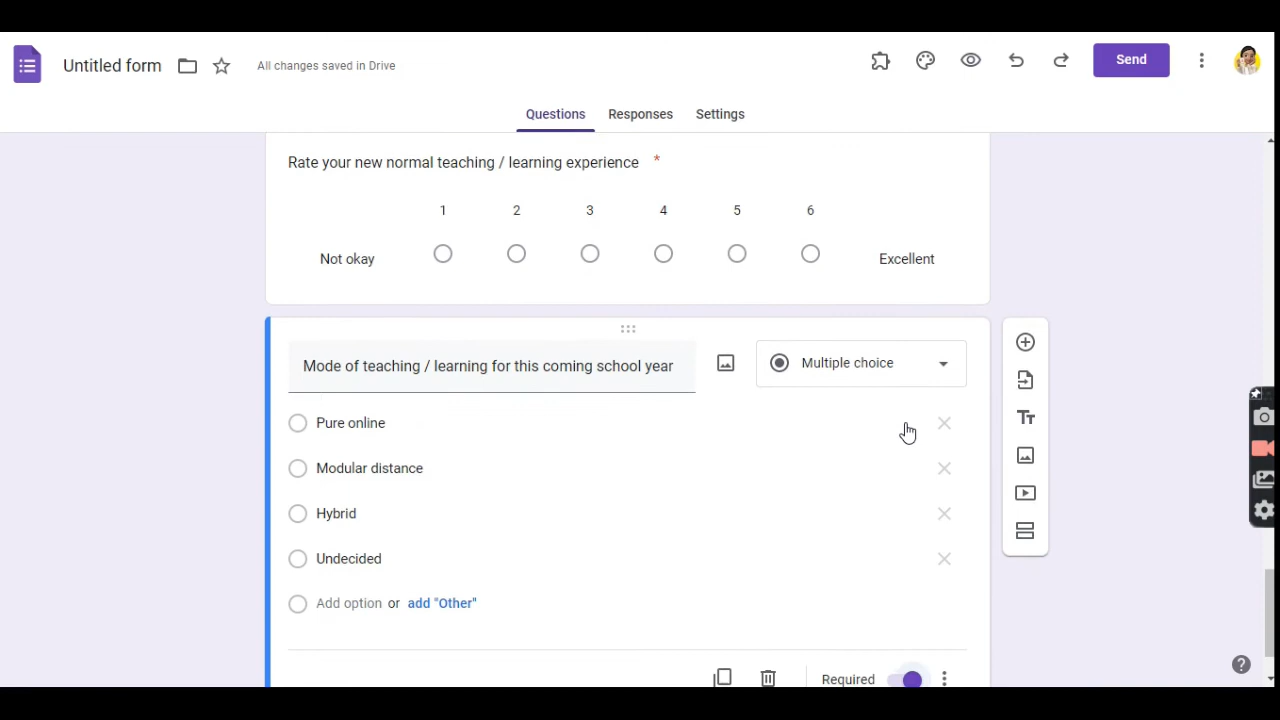 Untitled form
All changes saved in Drive
Send
Questions Responses Settings
Rate your new normal teaching / learning experience *
1 2 3 4 5 6
Not okay Excellent
Mode of teaching / learning for this coming school year
Multiple choice
Pure online
Modular distance
Hybrid
Undecided
Add option or add "Other"
Required